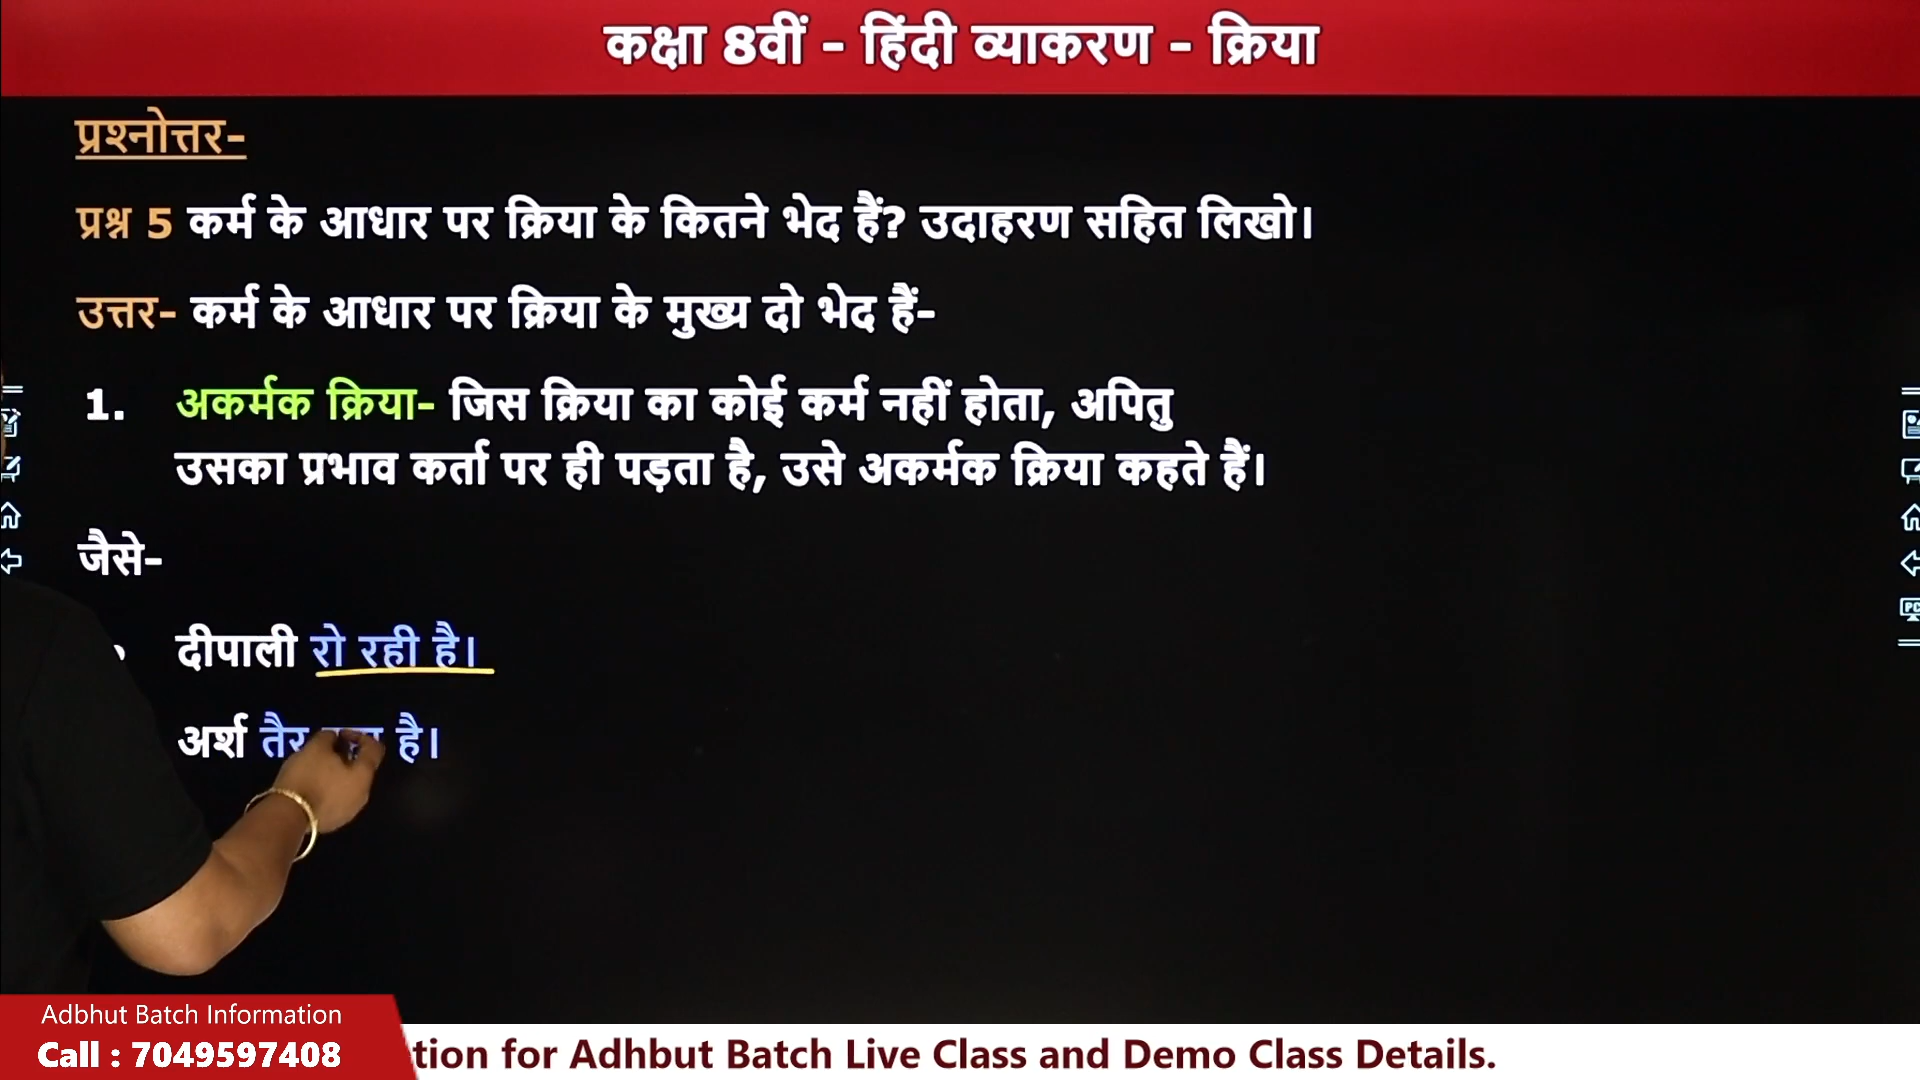 कक्षा 8वीं - हिंदी व्याकरण - क्रिया
प्रश्नोत्तर-
प्रश्न 5 कर्म के आधार पर क्रिया के कितने भेद हैं? उदाहरण सहित लिखो।
उत्तर- कर्म के आधार पर क्रिया के मुख्य दो भेद हैं-
1. अकर्मक क्रिया- जिस क्रिया का कोई कर्म नहीं होता, अपितु
उसका प्रभाव कर्ता पर ही पड़ता है, उसे अकर्मक क्रिया कहते हैं।
जैसे-
दीपाली रो रही है।
अर्श तैर है।
Adbhut Batch Information
Call : 7049597408
tion for Adhbut Batch Live Class and Demo Class Details.
PC